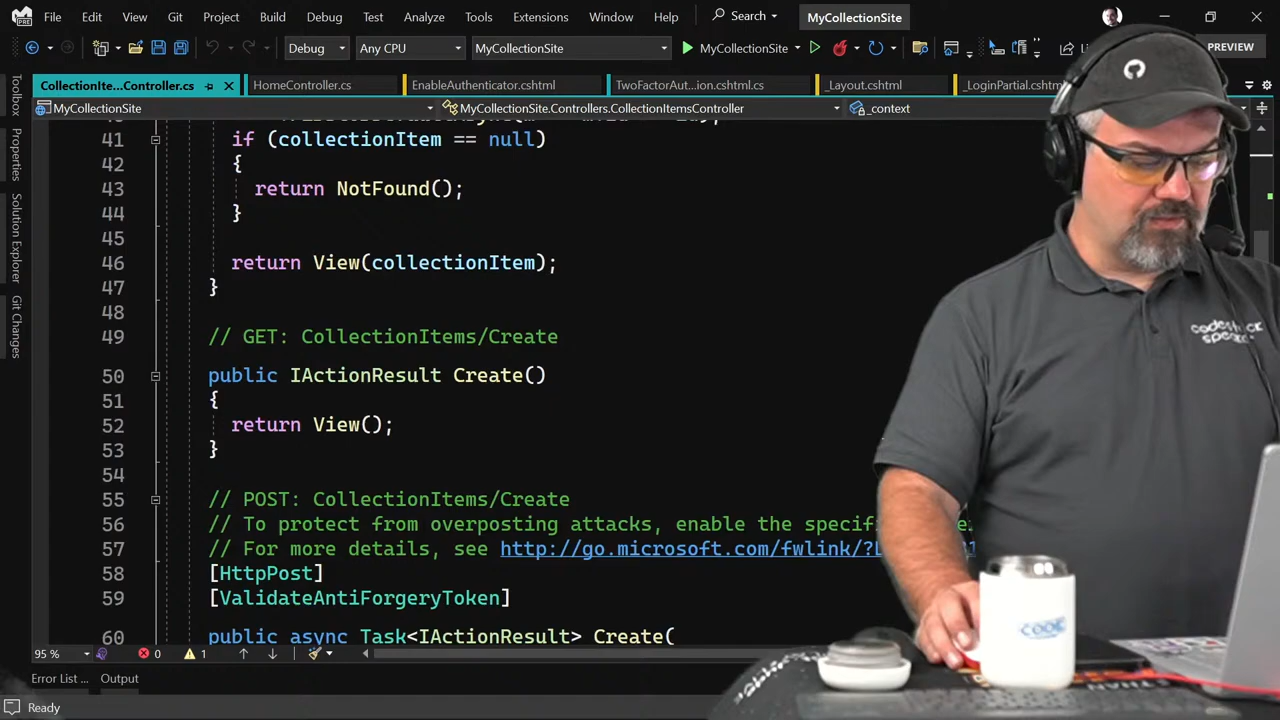 File Edit View Git Project Build Debug Test Analyze Tools Extensions Window Help Search MyCollectionSite
Debug Any CPU MyCollectionSite MyCollectionSite PREVIEW
CollectionIte...Controller.cs HomeController.cs EnableAuthenticator.cshtml TwoFactorAut...ion.cshtml.cs _Layout.cshtml _LoginPartial.cshtm
MyCollectionSite MyCollectionSite.Controllers.CollectionItemsController _context
Toolbox
Properties
Solution Explorer
Git Changes
41 if (collectionItem == null)
42 {
43 return NotFound();
44 }
45
46 return View(collectionItem);
47 }
48
49 // GET: CollectionItems/Create
50 public IActionResult Create()
51 {
52 return View();
53 }
54
55 // POST: CollectionItems/Create
56 // To protect from overposting attacks, enable the specif
57 // For more details, see http://go.microsoft.com/fwlink/?L
58 [HttpPost]
59 [ValidateAntiForgeryToken]
60 public async Task<IActionResult> Create(
95 % 0 1
Error List ... Output
Ready